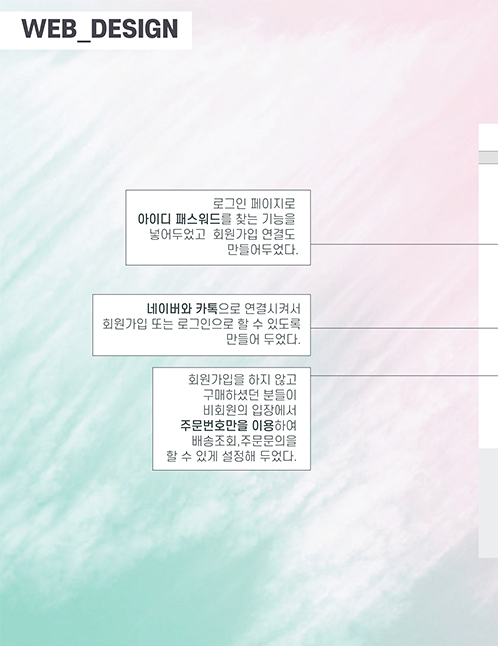 WEB_DESIGN
로그인 페이지로
아이디 패스워드를 찾는 기능을
넣어두었고 회원가입 연결도
만들어두었다.
네이버와 카톡으로 연결시켜서
회원가입 또는 로그인으로 할 수 있도록
만들어 두었다.
회원가입을 하지 않고
구매하셨던 분들이
비회원의 입장에서
주문번호만을 이용하여
배송조회,주문문의을
할 수 있게 설정해 두었다.